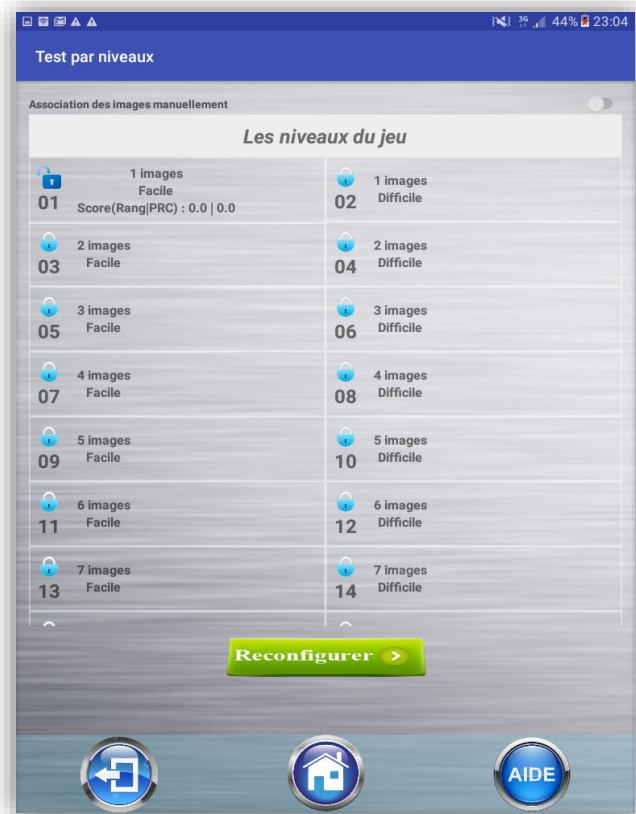 3G 44% 23:04
Test par niveaux
Association des images manuellement
Les niveaux du jeu
1 images
Facile
01
Score(Rang|PRC) : 0.0 | 0.0
1 images
02
Difficile
2 images
03
Facile
2 images
04
Difficile
3 images
05
Facile
3 images
06
Difficile
4 images
07
Facile
4 images
08
Difficile
5 images
09
Facile
5 images
10
Difficile
6 images
11
Facile
6 images
12
Difficile
7 images
13
Facile
7 images
14
Difficile
Reconfigurer
AIDE